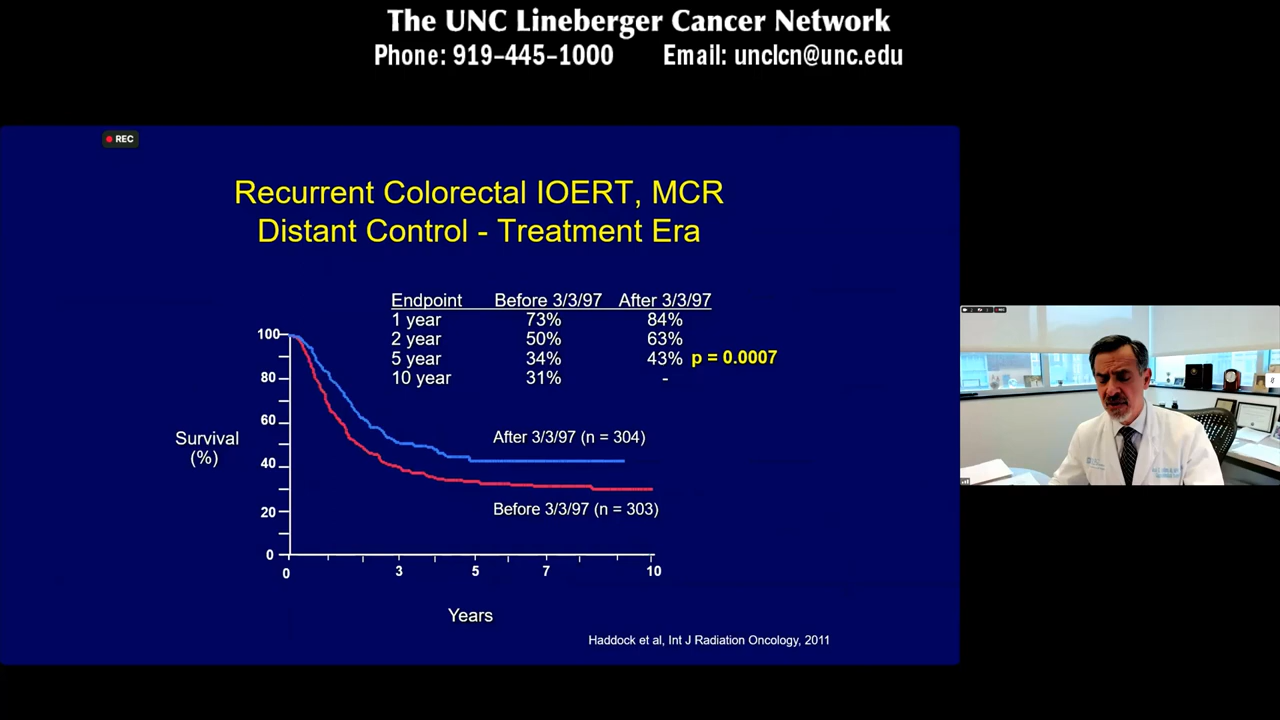 The UNC Lineberger Cancer Network
Phone: 919-445-1000 Email: unclcn@unc.edu
REC
Recurrent Colorectal IOERT, MCR
Distant Control - Treatment Era
Endpoint Before 3/3/97 After 3/3/97
1 year 73% 84%
2 year 50% 63%
5 year 34% 43% p = 0.0007
10 year 31% -
100
80
60
40
20
0
Survival
(%)
After 3/3/97 (n = 304)
Before 3/3/97 (n = 303)
0 3 5 7 10
Years
Haddock et al, Int J Radiation Oncology, 2011